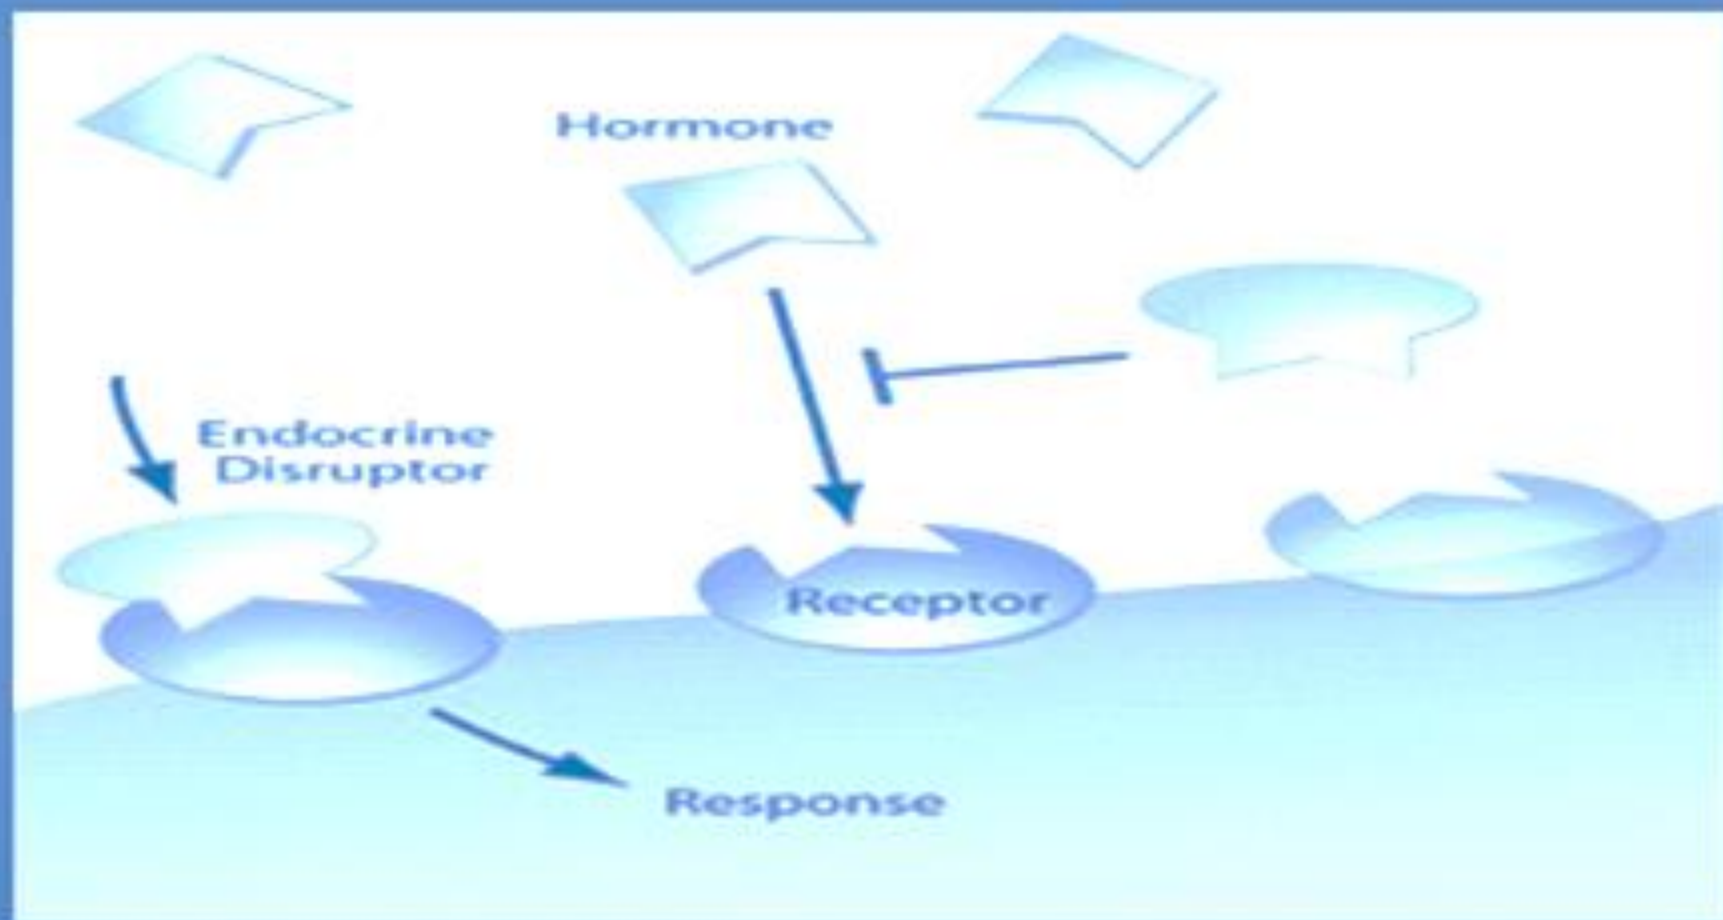 Hormone
Endocrine
Disruptor
Receptor
Response